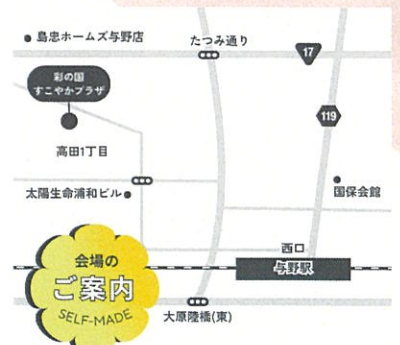 島忠ホームズ与野店
たつみ通り
17
彩の国
すこやかプラザ
119
高田1丁目
太陽生命浦和ビル
国保会館
西口
与野駅
会場の
ご案内
SELF-MADE
大原陸橋(東)